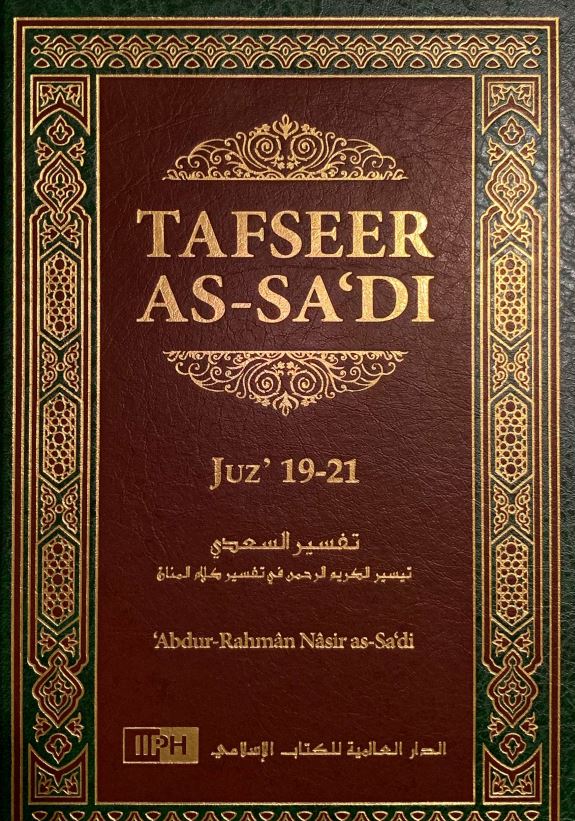 TAFSEER
AS-SA‘DI
JUZ’ 19-21
تفسير السعدي
تيسير الكريم الرحمن في تفسير كلام المنان
‘Abdur-Rahmân Nâsir as-Sa‘di
IIPH الدار العالمية للكتاب الإسلامي